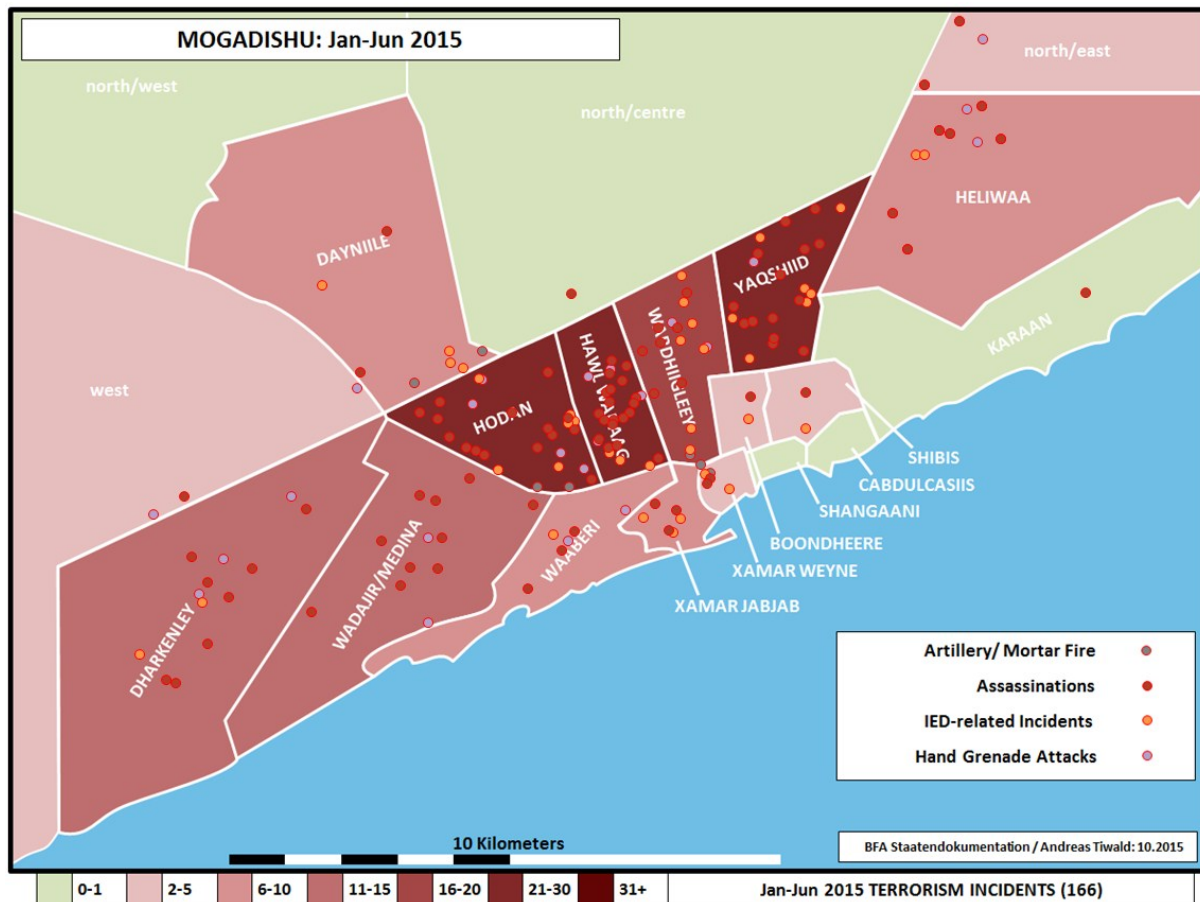 MOGADISHU: Jan-Jun 2015
north/east
north/west
north/centre
HELIWAA
DAYNIILE
YAQSHIID
KARAAN
WARDHIIGLEEY
HAWL WADAAG
west
HODAN
SHIBIS
CABDULCASIIS
SHANGAANI
BOONDHEERE
XAMAR WEYNE
XAMAR JABJAB
WAABERI
WADAJIR/MEDINA
DHARKENLEY
Artillery/ Mortar Fire
Assassinations
IED-related Incidents
Hand Grenade Attacks
10 Kilometers
BFA Staatendokumentation / Andreas Tiwald: 10.2015
0-1 2-5 6-10 11-15 16-20 21-30 31+ Jan-Jun 2015 TERRORISM INCIDENTS (166)